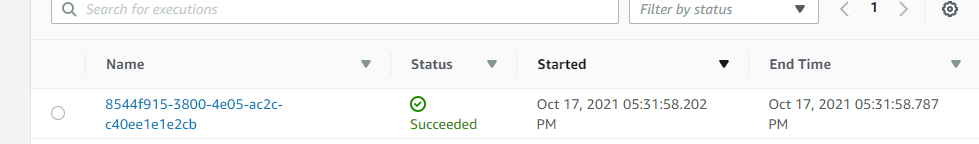 Search for executions
Filter by status
1
Name
Status
Started
End Time
8544f915-3800-4e05-ac2c-
c40ee1e1e2cb
Succeeded
Oct 17, 2021 05:31:58.202
PM
Oct 17, 2021 05:31:58.787
PM